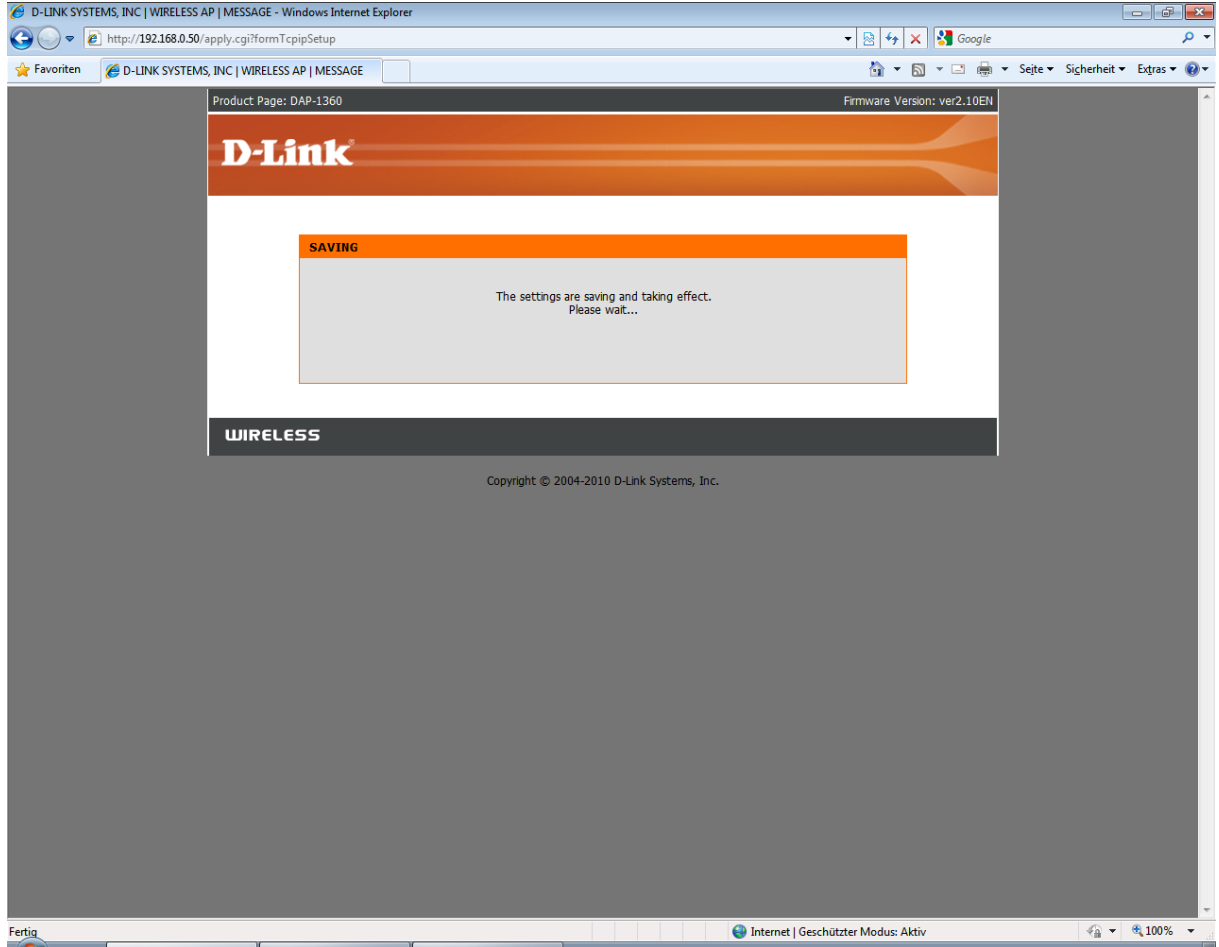 D-LINK SYSTEMS, INC | WIRELESS AP | MESSAGE - Windows Internet Explorer
http://192.168.0.50/apply.cgi?formTcpipSetup
Google
Favoriten
D-LINK SYSTEMS, INC | WIRELESS AP | MESSAGE
Seite
Sicherheit
Extras
Product Page: DAP-1360
Firmware Version: ver2.10EN
D-Link
SAVING
The settings are saving and taking effect.
Please wait...
WIRELESS
Copyright © 2004-2010 D-Link Systems, Inc.
Fertig
Internet | Geschützter Modus: Aktiv
100%